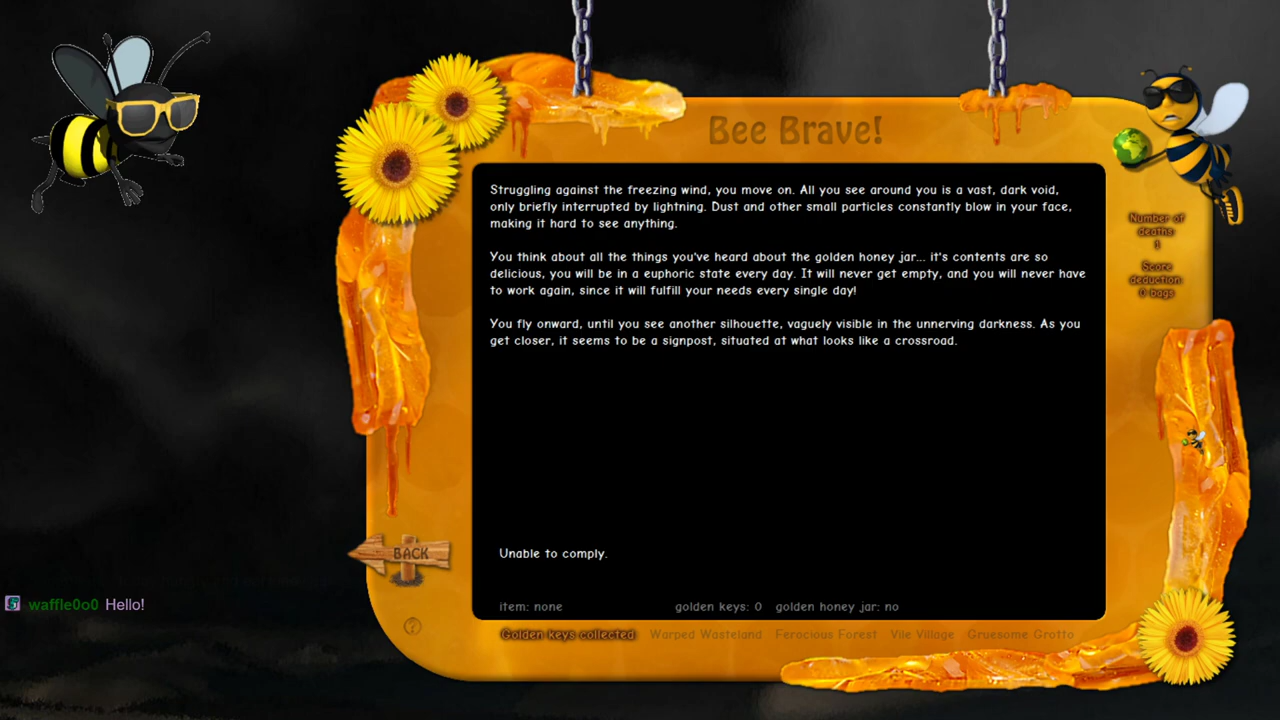 Bee Brave!
Struggling against the freezing wind, you move on. All you see around you is a vast, dark void,
only briefly interrupted by lightning. Dust and other small particles constantly blow in your face,
making it hard to see anything.
You think about all the things you've heard about the golden honey jar... it's contents are so
delicious, you will be in a euphoric state every day. It will never get empty, and you will never have
to work again, since it will fulfill your needs every single day!
You fly onward, until you see another silhouette, vaguely visible in the unnerving darkness. As you
get closer, it seems to be a signpost, situated at what looks like a crossroad.
Number of
deaths:
1
Score
deduction:
0 bags
Unable to comply.
BACK
waffle0o0 Hello!
item: none golden keys: 0 golden honey jar: no
?
Golden keys collected Warped Wasteland Ferocious Forest Vile Village Gruesome Grotto